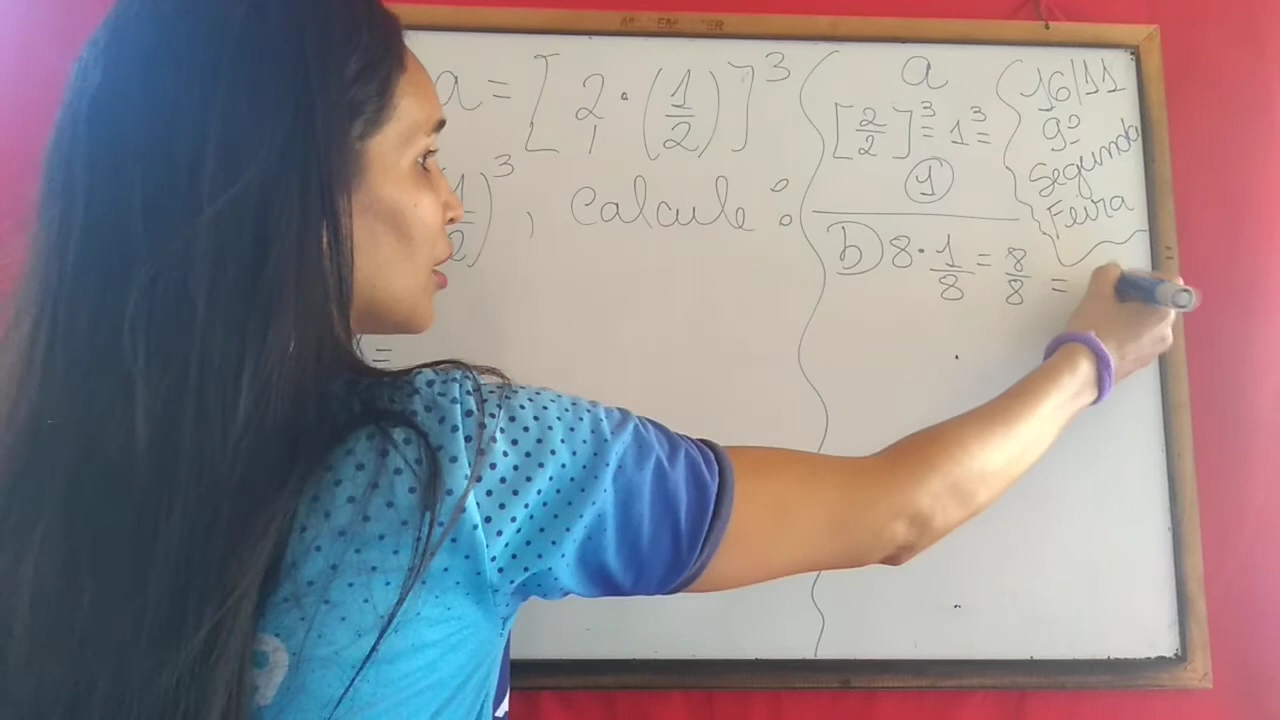 a = [ 2 · ( 1/2 ) ]³
1
1/2 )³ , calcule :
=
a
[ 2/2 ]³ = 1³ =
1
b) 8 · 1/8 = 8/8 =
16/11
9º
Segunda
Feira